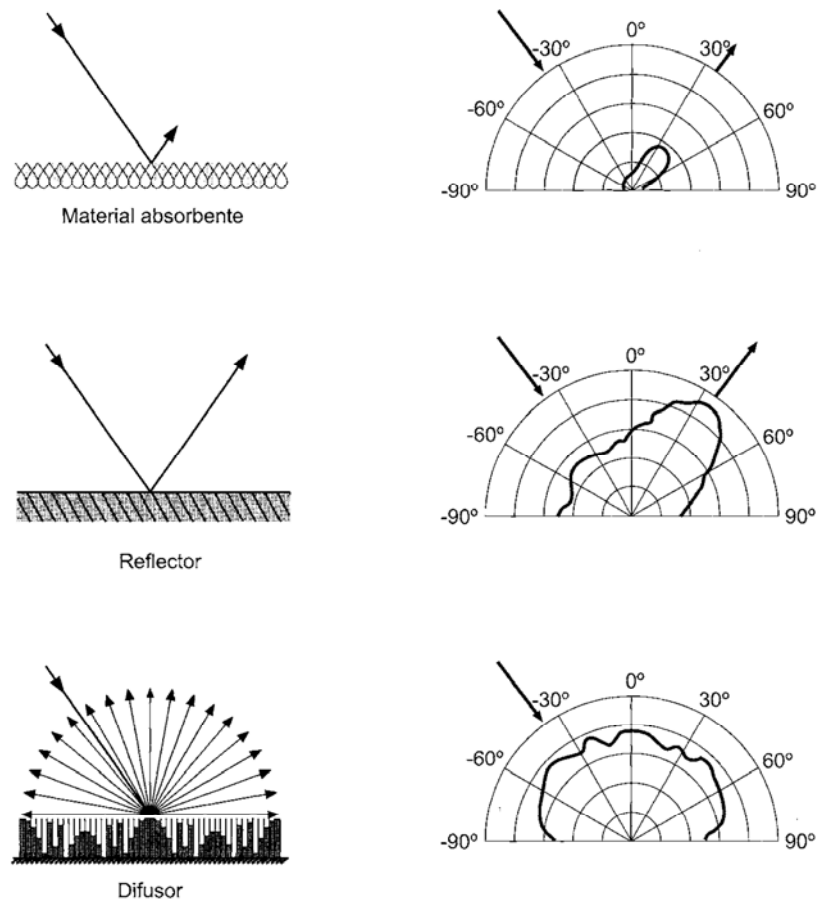 0º
-30º
30º
-60º
60º
-90º
90º
Material absorbente
0º
-30º
30º
-60º
60º
-90º
90º
Reflector
0º
-30º
30º
-60º
60º
-90º
90º
Difusor